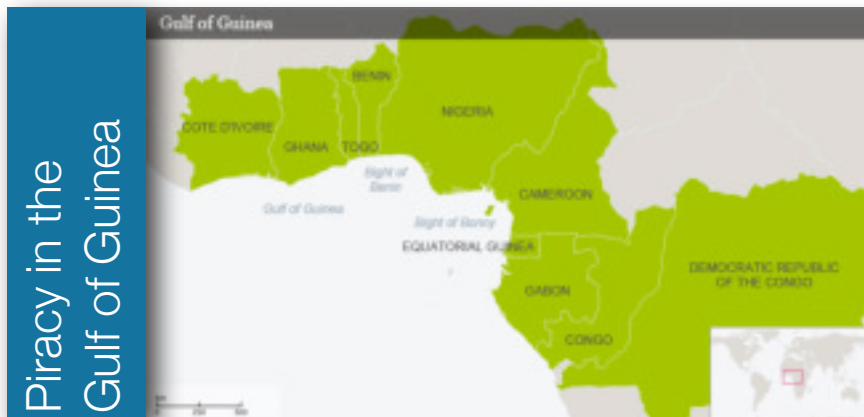 Piracy in the
Gulf of Guinea
Gulf of Guinea
BENIN
NIGERIA
COTE D'IVOIRE
GHANA
TOGO
Bight of
Benin
CAMEROON
Gulf of Guinea
Bight of Bonny
EQUATORIAL GUINEA
DEMOCRATIC REPUBLIC
OF THE CONGO
GABON
CONGO